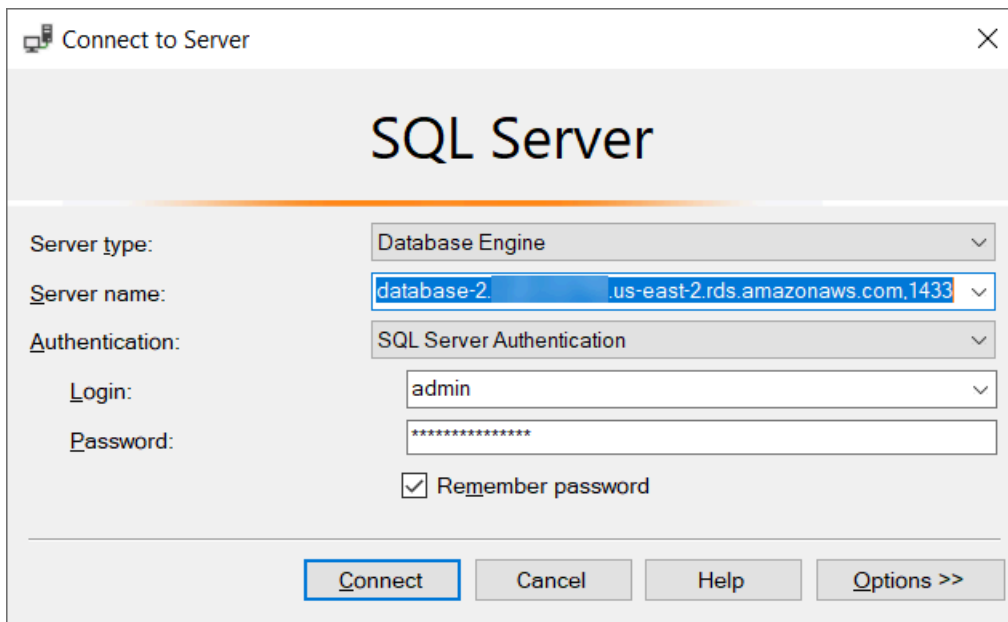 Connect to Server
SQL Server
Server type: Database Engine
Server name: database-2. .us-east-2.rds.amazonaws.com,1433
Authentication: SQL Server Authentication
Login: admin
Password: ***************
Remember password
Connect Cancel Help Options >>